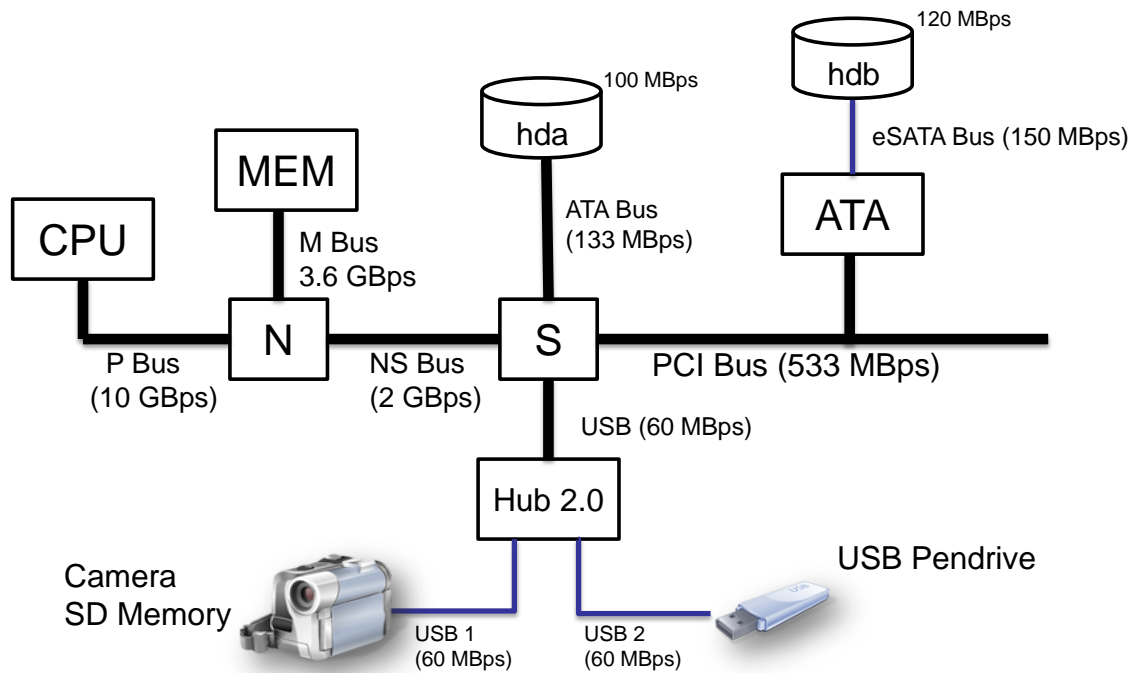 120 MBps
hdb
100 MBps
hda
eSATA Bus (150 MBps)
MEM
ATA
CPU
ATA Bus
(133 MBps)
M Bus
3.6 GBps
N
S
P Bus
(10 GBps)
NS Bus
(2 GBps)
PCI Bus (533 MBps)
USB (60 MBps)
Hub 2.0
Camera
SD Memory
USB Pendrive
USB
USB 1
(60 MBps)
USB 2
(60 MBps)